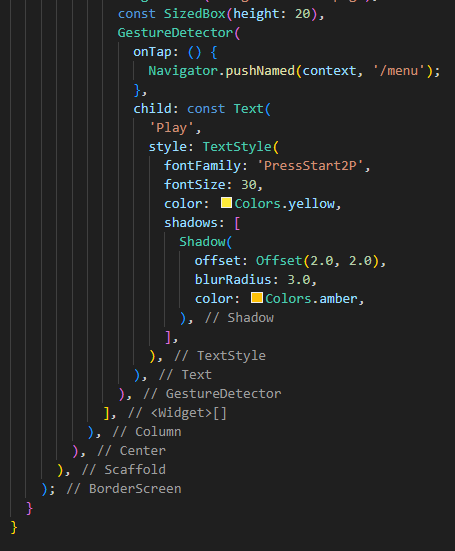 const SizedBox(height: 20),
GestureDetector(
onTap: () {
Navigator.pushNamed(context, '/menu');
},
child: const Text(
'Play',
style: TextStyle(
fontFamily: 'PressStart2P',
fontSize: 30,
color: Colors.yellow,
shadows: [
Shadow(
offset: Offset(2.0, 2.0),
blurRadius: 3.0,
color: Colors.amber,
), // Shadow
],
), // TextStyle
), // Text
), // GestureDetector
], // <Widget>[]
), // Column
), // Center
), // Scaffold
); // BorderScreen
}
}